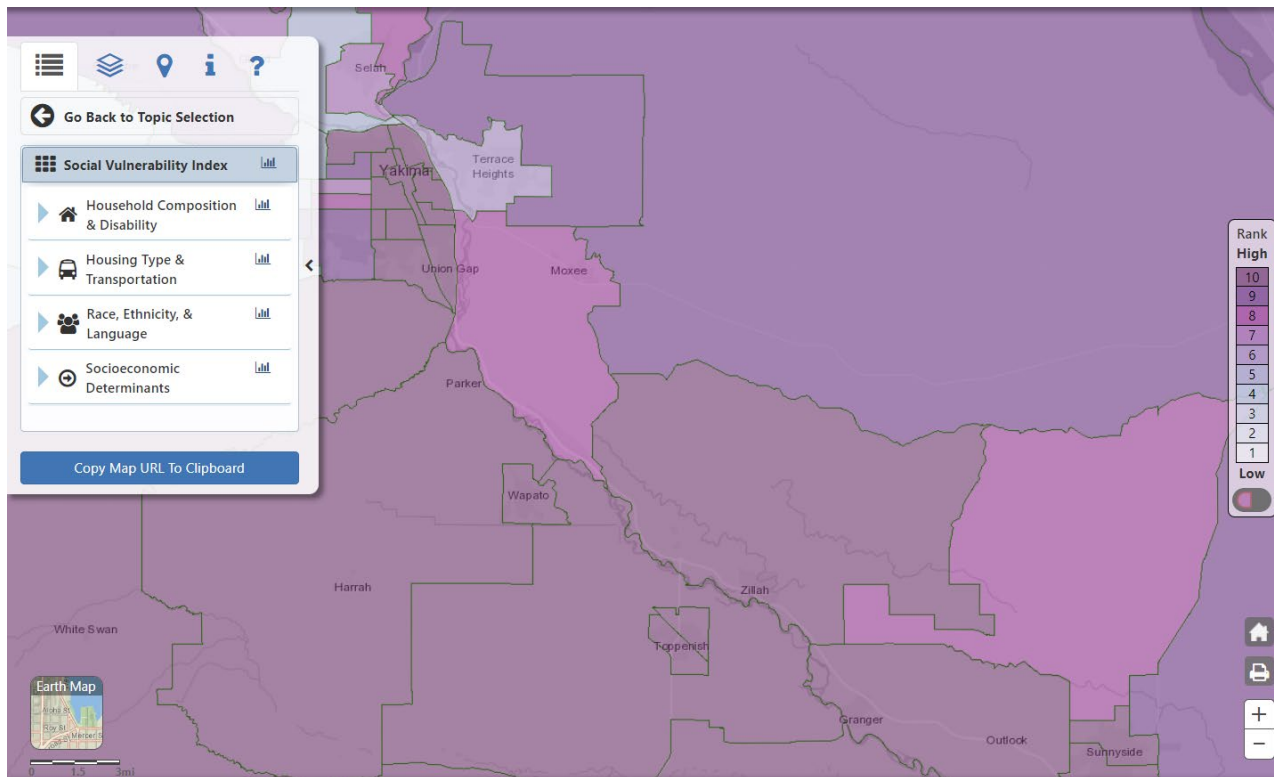 ?
Go Back to Topic Selection
Social Vulnerability Index
Household Composition
& Disability
Housing Type &
Transportation
Race, Ethnicity, &
Language
Socioeconomic
Determinants
Copy Map URL To Clipboard
Selah
Terrace
Heights
Yakima
Union Gap
Moxee
Parker
Wapato
Harrah
White Swan
Zillah
Toppenish
Granger
Outlook
Sunnyside
Rank
High
10
9
8
7
6
5
4
3
2
1
Low
Earth Map
0 1.5 3mi
+
−